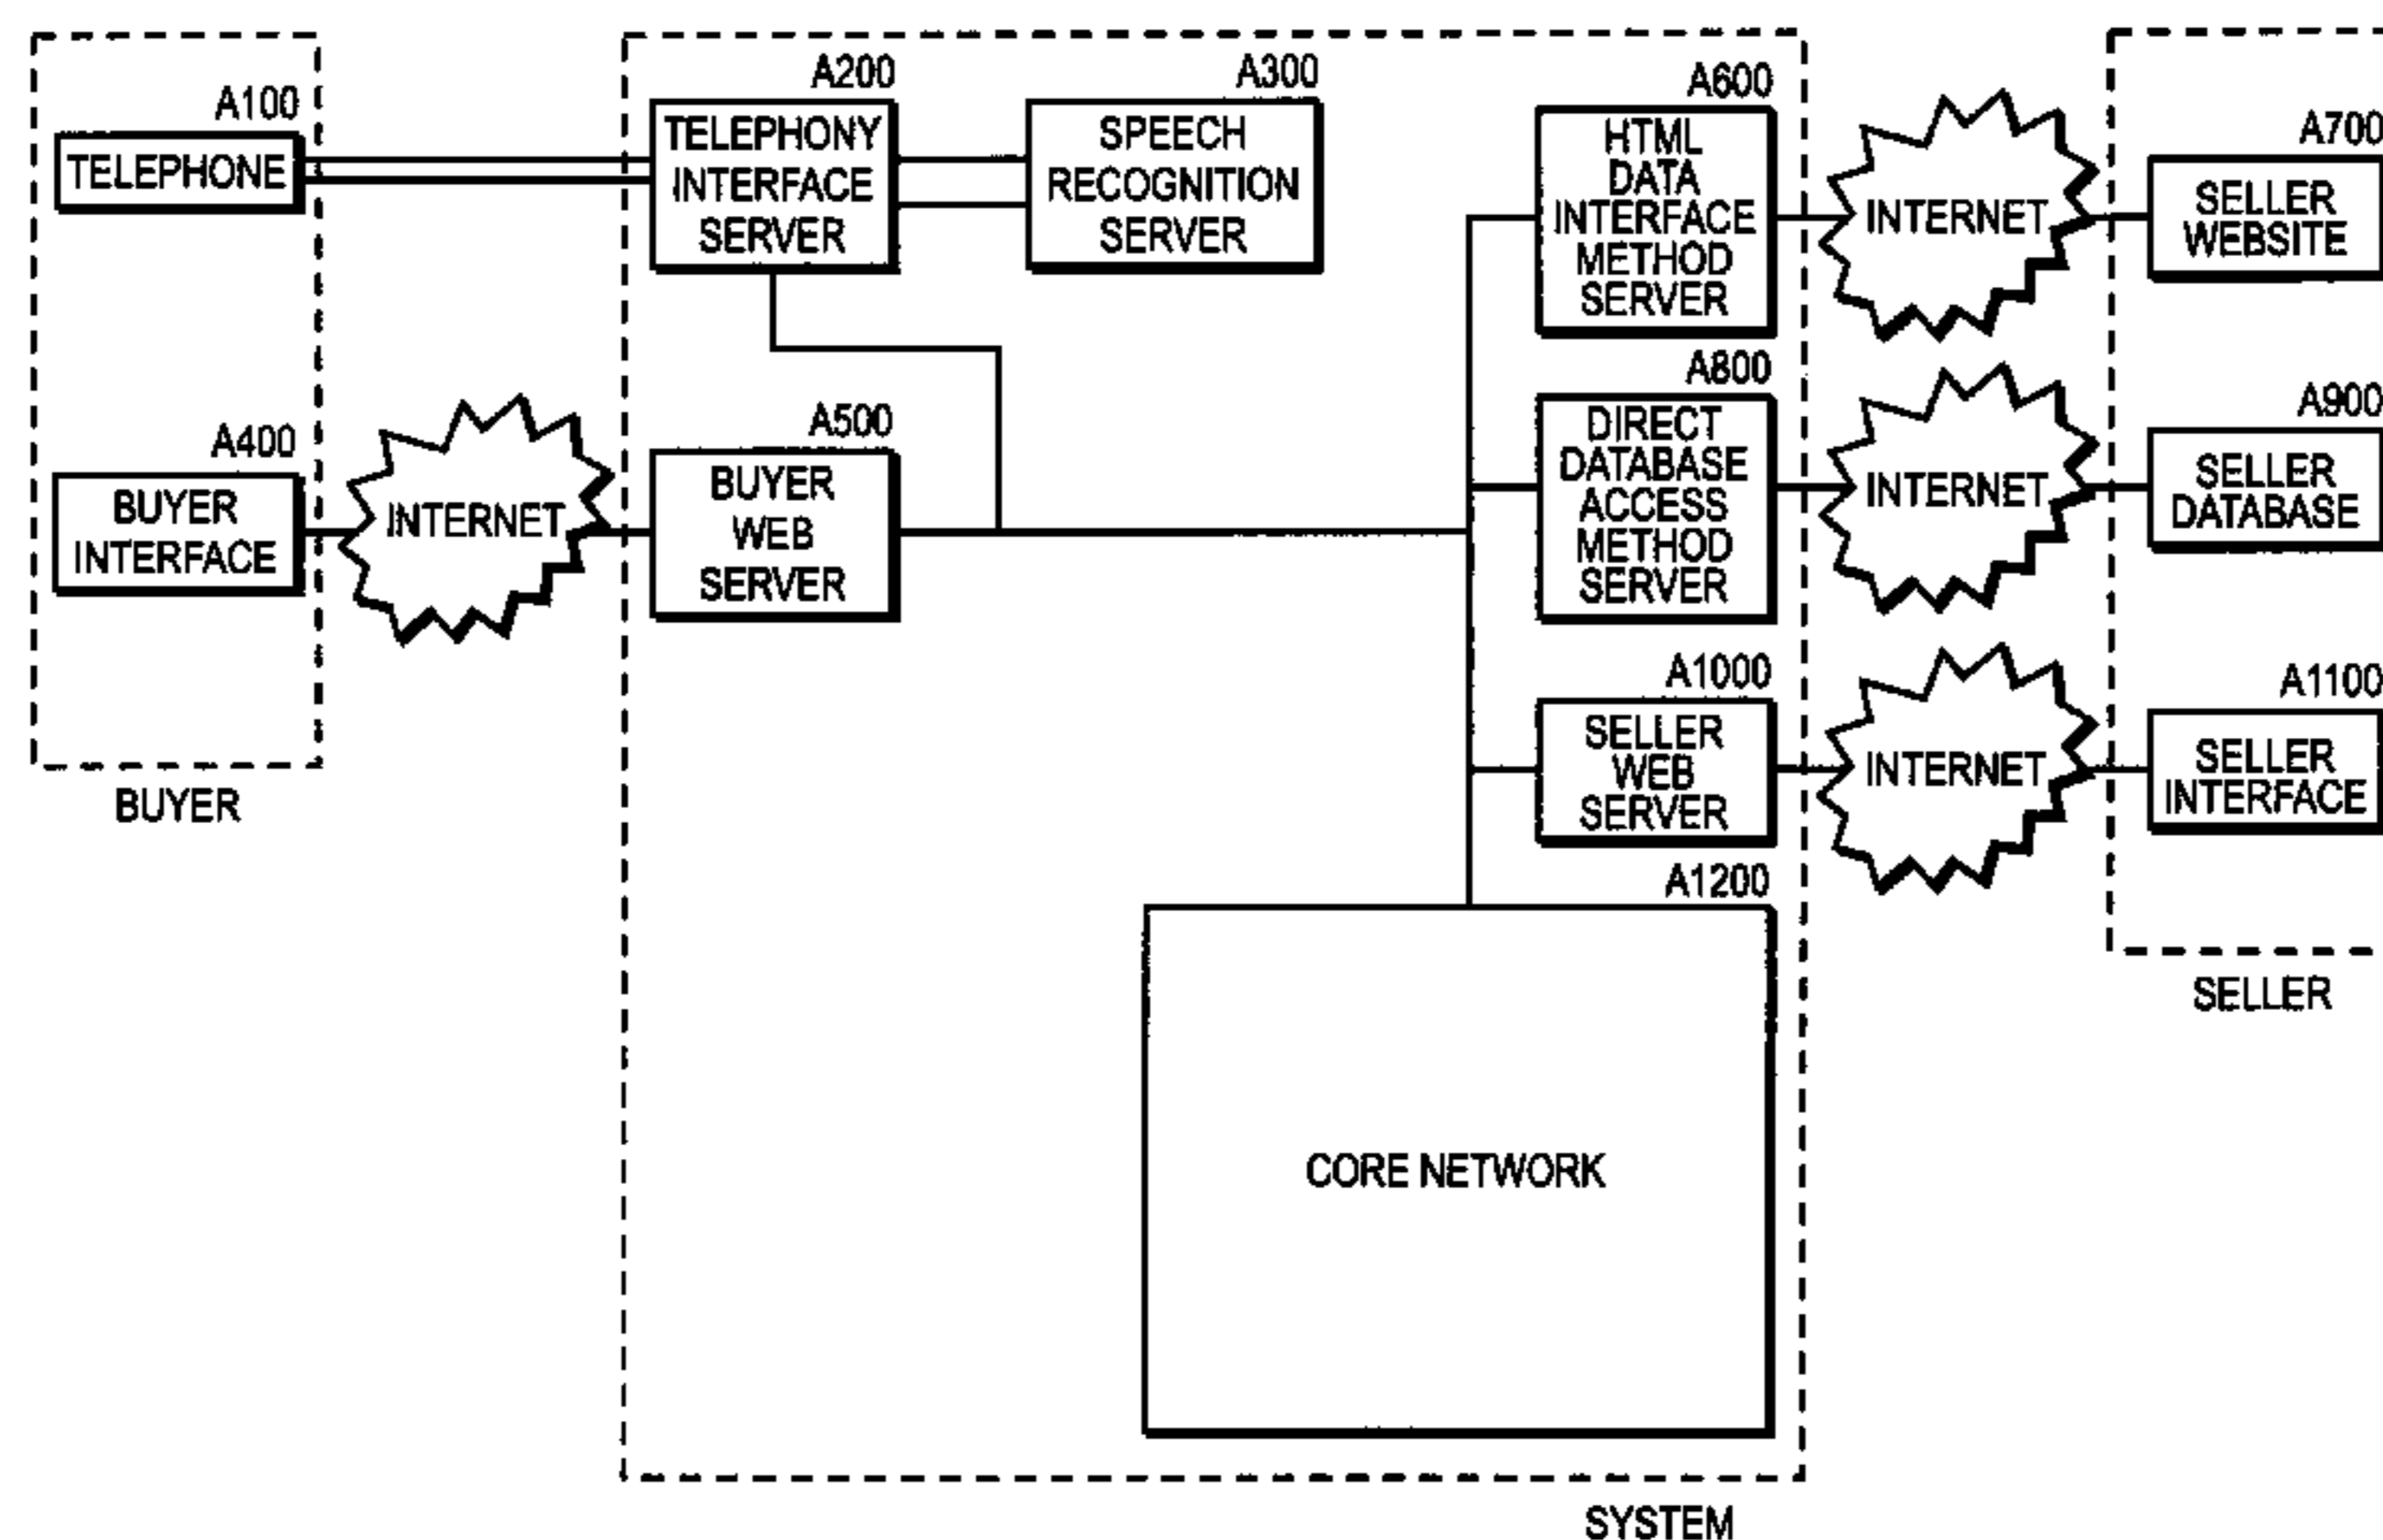 A100
TELEPHONE
A400
BUYER
INTERFACE
BUYER
INTERNET
A200
TELEPHONY
INTERFACE
SERVER
A300
SPEECH
RECOGNITION
SERVER
A500
BUYER
WEB
SERVER
A600
HTML
DATA
INTERFACE
METHOD
SERVER
A800
DIRECT
DATABASE
ACCESS
METHOD
SERVER
A1000
SELLER
WEB
SERVER
A1200
CORE NETWORK
SYSTEM
INTERNET
INTERNET
INTERNET
A700
SELLER
WEBSITE
A900
SELLER
DATABASE
A1100
SELLER
INTERFACE
SELLER